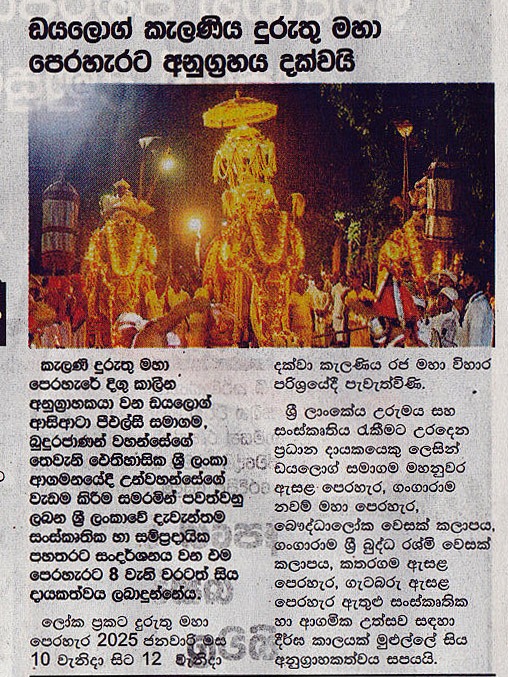 ඩයලොග් කැලණිය දුරුතු මහා
පෙරහැරට අනුග්‍රහය දක්වයි
කැලණි දුරුතු මහා
පෙරහැරේ දිගු කාලීන
අනුග්‍රාහකයා වන ඩයලොග්
ආසිආටා පීඑල්සී සමාගම,
බුදුරජාණන් වහන්සේගේ
තෙවැනි ඓතිහාසික ශ්‍රී ලංකා
ආගමනයේදී උන්වහන්සේගේ
වැඩම කිරීම සමරමින් පවත්වනු
ලබන ශ්‍රී ලංකාවේ දැවැන්තම
සංස්කෘතික හා සම්ප්‍රදායික
පහතරට සංදර්ශනය වන එම
පෙරහැරට 8 වැනි වරටත් සිය
දායකත්වය ලබාදුන්නේය.
ලෝක ප්‍රකට දුරුතු මහා
පෙරහැර 2025 ජනවාරි මස
10 වැනිදා සිට 12 වැනිදා
දක්වා කැලණිය රජ මහා විහාර
පරිශ්‍රයේදී පැවැත්විණි.
ශ්‍රී ලාංකේය උරුමය සහ
සංස්කෘතිය රැකීමට උරදෙන
ප්‍රධාන දායකයෙකු ලෙසින්
ඩයලොග් සමාගම මහනුවර
ඇසළ පෙරහැර, ගංගාරාම
නවම් මහා පෙරහැර,
බෞද්ධාලෝක වෙසක් කලාපය,
ගංගාරාම ශ්‍රී බුද්ධ රශ්මි වෙසක්
කලාපය, කතරගම ඇසළ
පෙරහැර, ගැටබරු ඇසළ
පෙරහැර ඇතුළු සංස්කෘතික
හා ආගමික උත්සව සඳහා
දීර්ඝ කාලයක් මුළුල්ලේ සිය
අනුග්‍රාහකත්වය සපයයි.